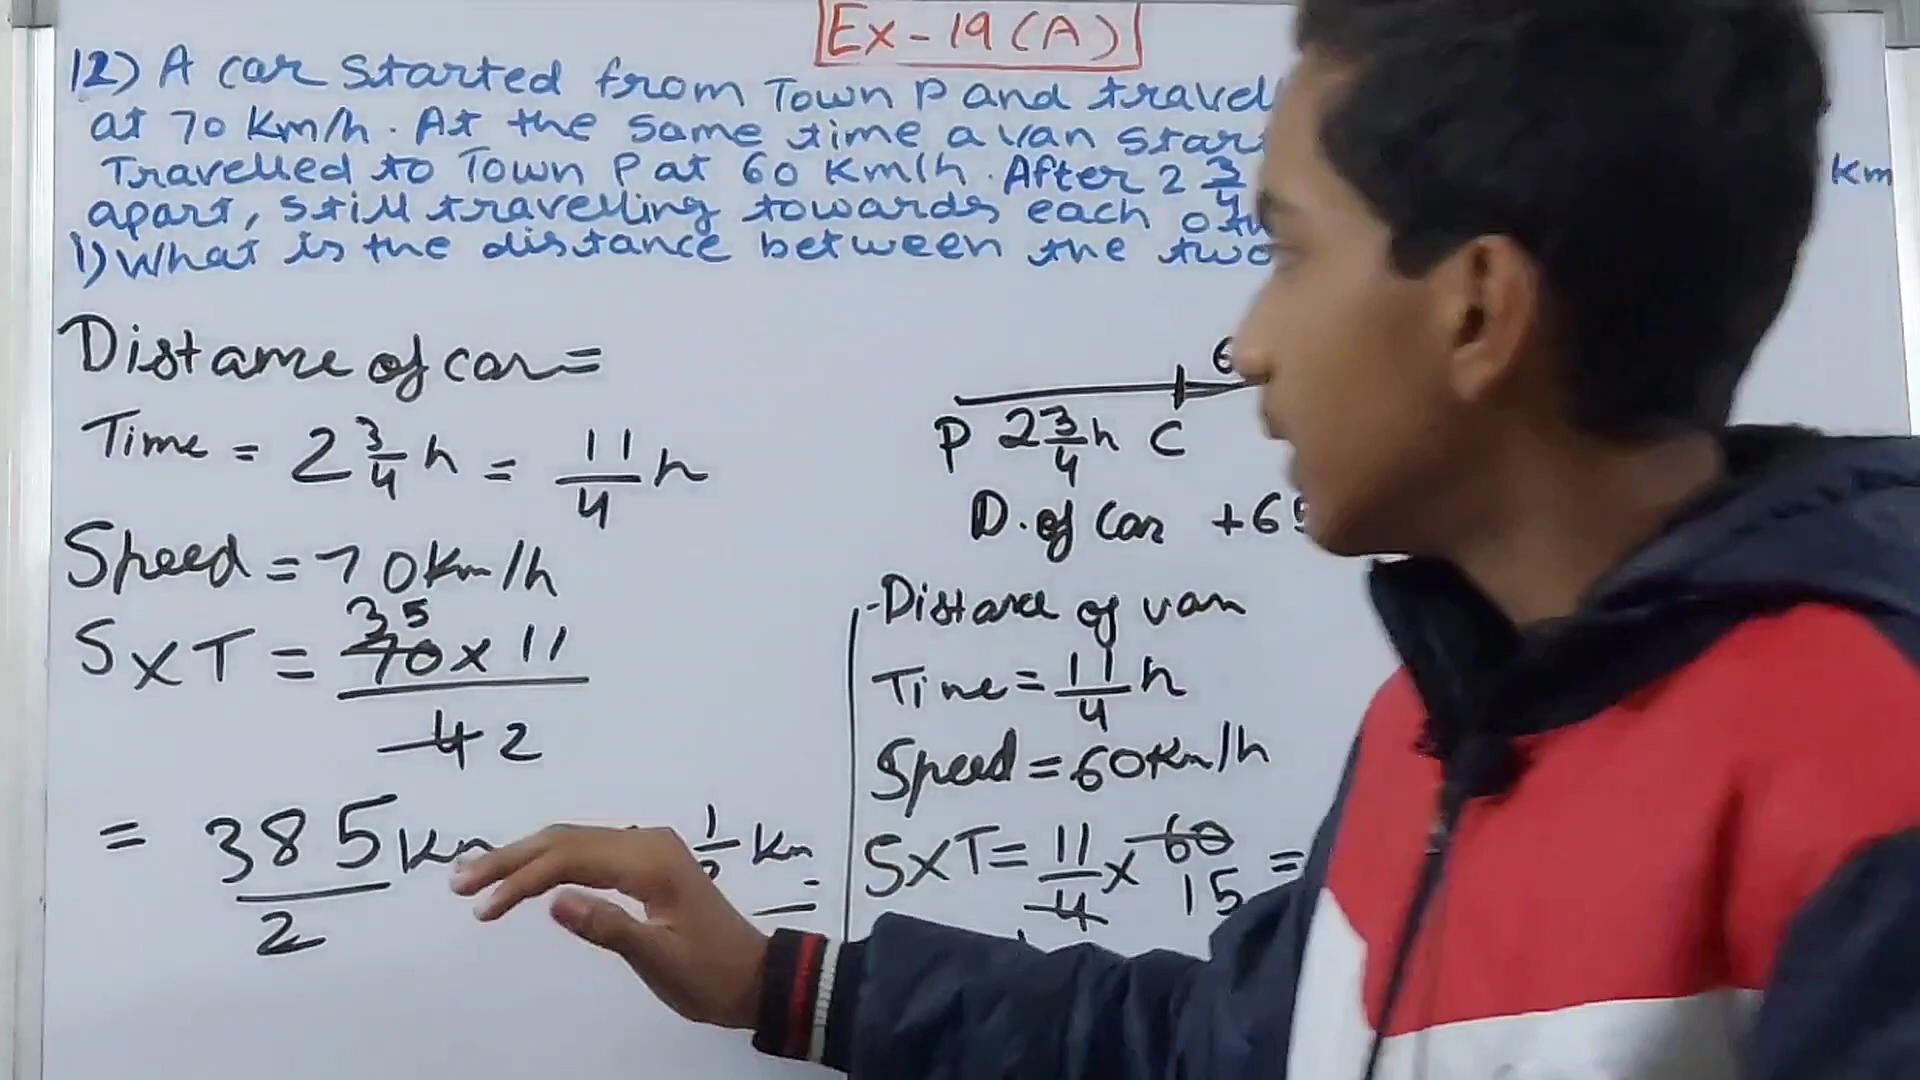 Ex-19(A)
12) A car started from Town P and travell
at 70 Km/h. At the same time a van start
Travelled to Town P at 60 Km/h. After 2 3/4 Km
apart, still travelling towards each oth
i) What is the distance between the two
Distance of car =
Time = 2 3/4 h = 11/4 h
Speed = 70 Km/h
35
S x T = 70 x 11
4 2
= 385 Km 1/2 Km
2
6
P 2 3/4 h C
D. of Car + 65
Distance of van
Time = 11/4 h
Speed = 60 Km/h
S x T = 11/4 x 60 =
15